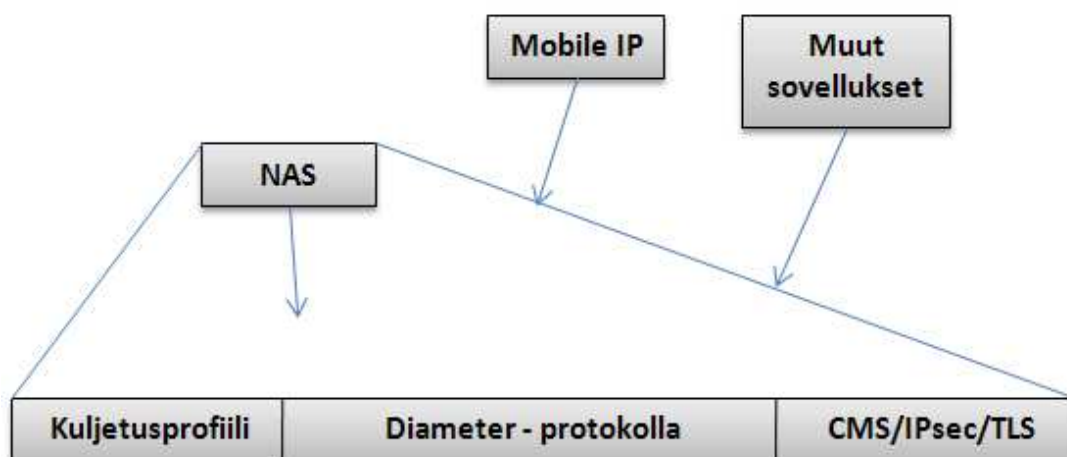 Mobile IP
Muut
sovellukset
NAS
Kuljetusprofiili
Diameter - protokolla
CMS/IPsec/TLS